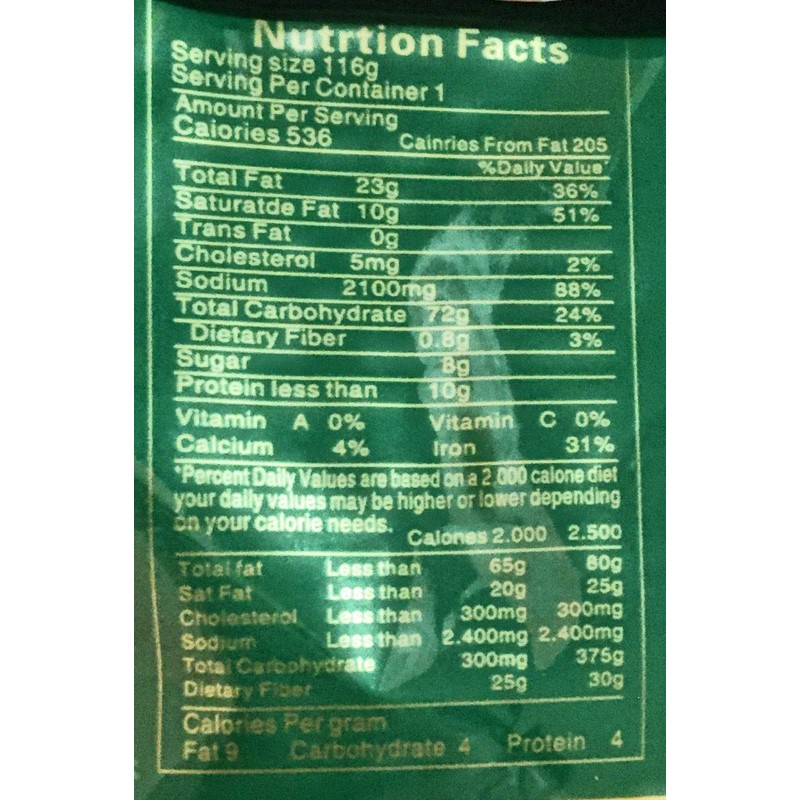 Nutrtion Facts
Serving size 116g
Serving Per Container 1
Amount Per Serving
Caiories 536 Cainries From Fat 205
%Daily Value*
Total Fat 23g 36%
Saturatde Fat 10g 51%
Trans Fat 0g
Cholesterol 5mg 2%
Sodium 2100mg 88%
Total Carbohydrate 72g 24%
Dietary Fiber 0.8g 3%
Sugar 8g
Protein less than 10g
Vitamin A 0% Vitamin C 0%
Calcium 4% Iron 31%
*Percent Daily Values are based on a 2.000 calone diet
your daily values may be higher or lower depending
on your calorie needs.
Calones 2.000 2.500
Total fat Less than 65g 80g
Sat Fat Less than 20g 25g
Cholesterol Less than 300mg 300mg
Sodium Less than 2.400mg 2.400mg
Total Carbohydrate 300mg 375g
Dietary Fiber 25g 30g
Calories Per gram
Fat 9 Carbohydrate 4 Protein 4